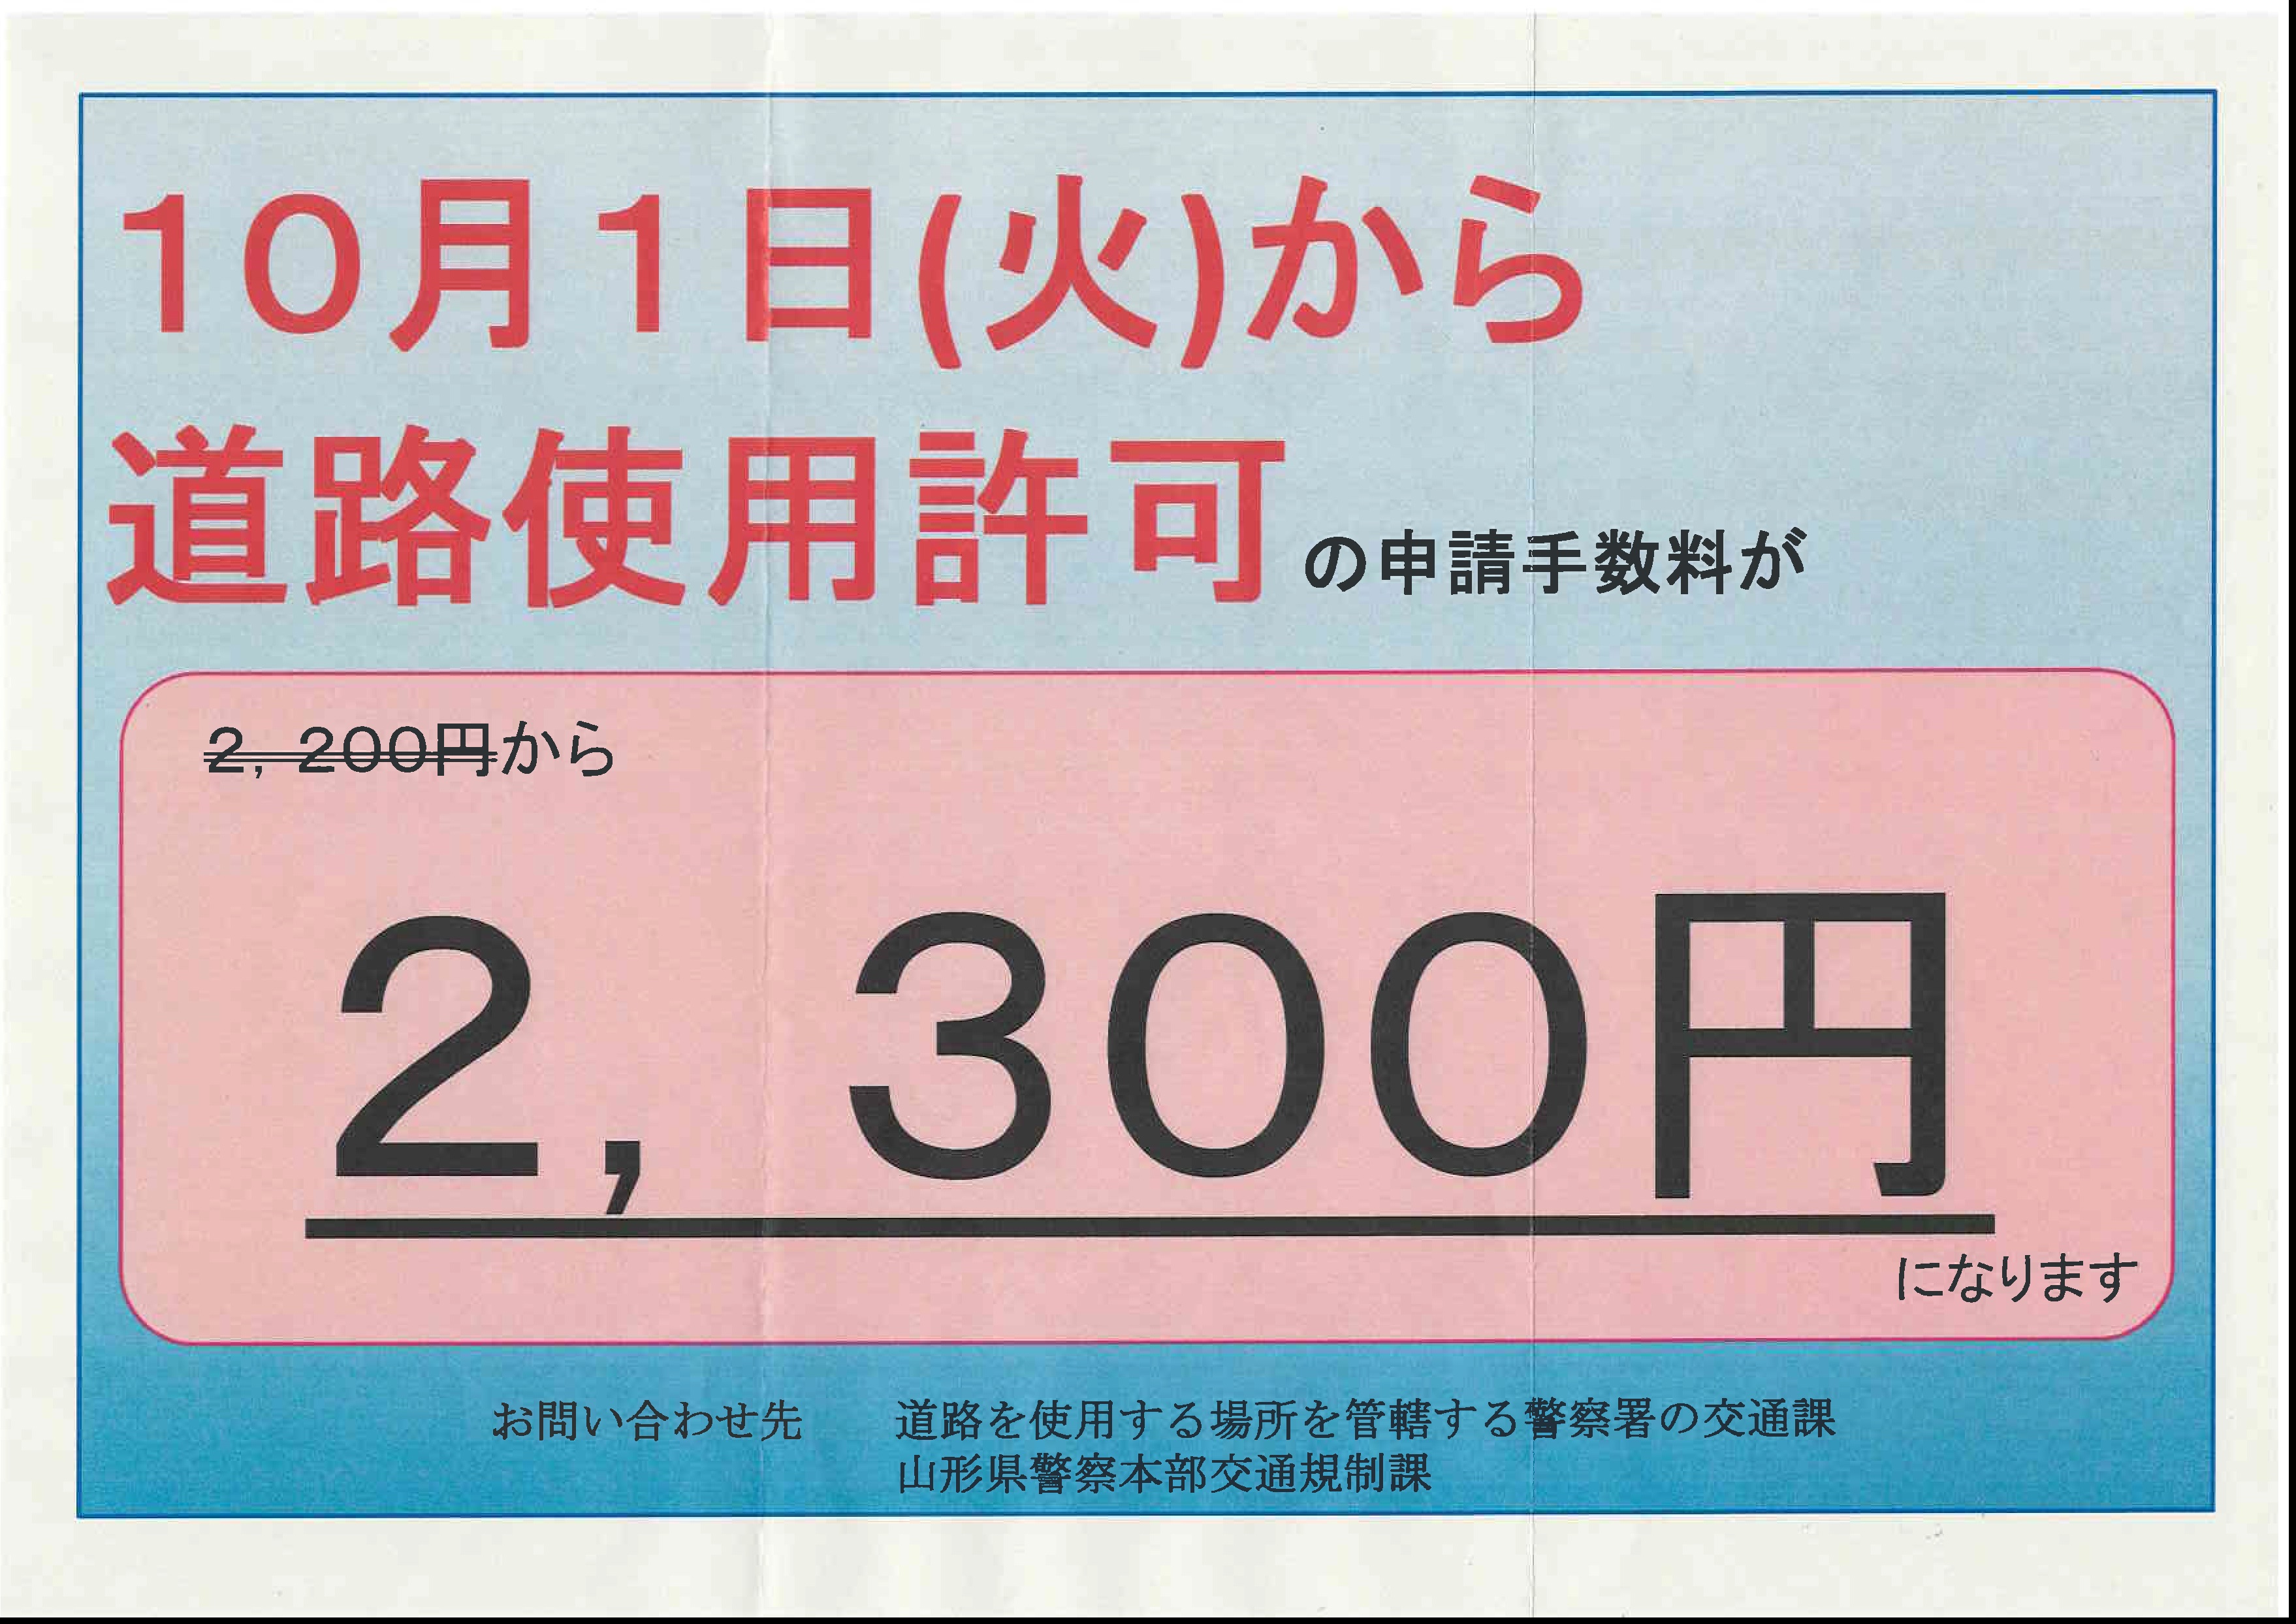 10月1日(火)から
道路使用許可の申請手数料が
2,200円から
2,300円
になります
お問い合わせ先　道路を使用する場所を管轄する警察署の交通課
山形県警察本部交通規制課